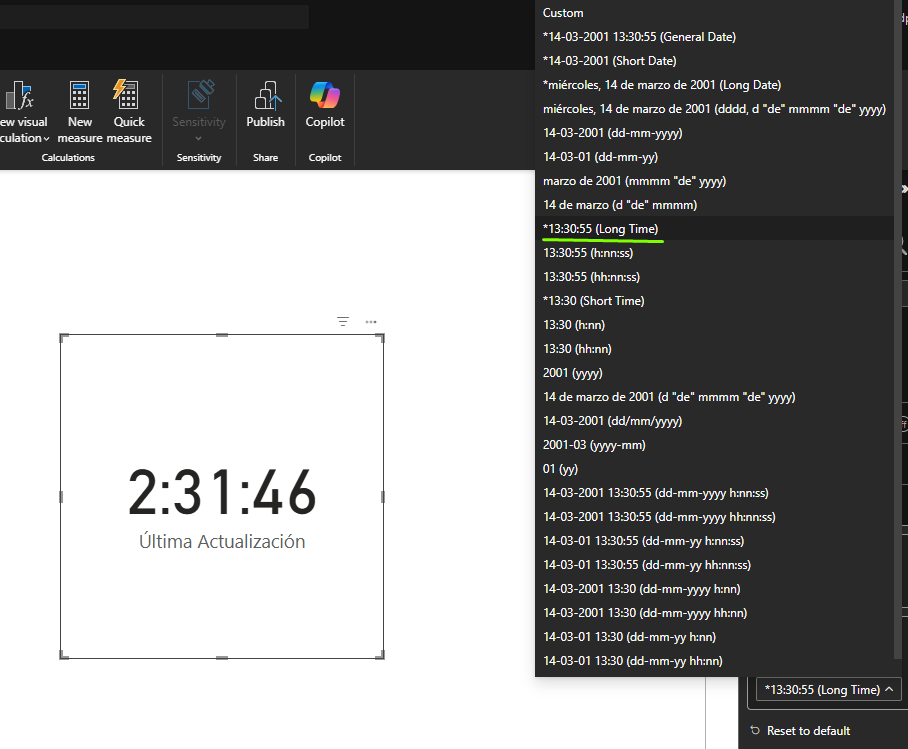 ew visual
culation
New
measure
Quick
measure
Calculations
Sensitivity
Sensitivity
Publish
Share
Copilot
Copilot
2:31:46
Última Actualización
Custom
*14-03-2001 13:30:55 (General Date)
*14-03-2001 (Short Date)
*miércoles, 14 de marzo de 2001 (Long Date)
miércoles, 14 de marzo de 2001 (dddd, d "de" mmmm "de" yyyy)
14-03-2001 (dd-mm-yyyy)
14-03-01 (dd-mm-yy)
marzo de 2001 (mmmm "de" yyyy)
14 de marzo (d "de" mmmm)
*13:30:55 (Long Time)
13:30:55 (h:nn:ss)
13:30:55 (hh:nn:ss)
*13:30 (Short Time)
13:30 (h:nn)
13:30 (hh:nn)
2001 (yyyy)
14 de marzo de 2001 (d "de" mmmm "de" yyyy)
14-03-2001 (dd/mm/yyyy)
2001-03 (yyyy-mm)
01 (yy)
14-03-2001 13:30:55 (dd-mm-yyyy h:nn:ss)
14-03-2001 13:30:55 (dd-mm-yyyy hh:nn:ss)
14-03-01 13:30:55 (dd-mm-yy h:nn:ss)
14-03-01 13:30:55 (dd-mm-yy hh:nn:ss)
14-03-2001 13:30 (dd-mm-yyyy h:nn)
14-03-2001 13:30 (dd-mm-yyyy hh:nn)
14-03-01 13:30 (dd-mm-yy h:nn)
14-03-01 13:30 (dd-mm-yy hh:nn)
*13:30:55 (Long Time)
Reset to default